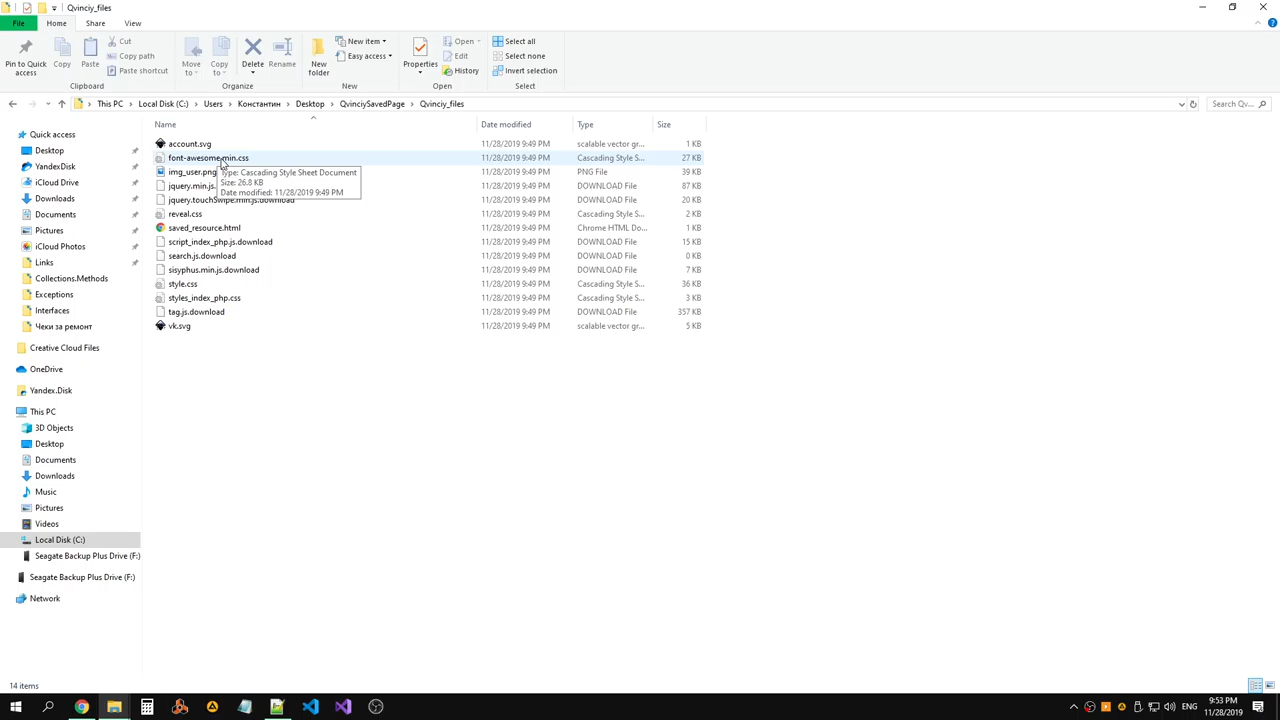 Qvinciy_files
File Home Share View
Pin to Quick access
Copy
Paste
Cut
Copy path
Paste shortcut
Clipboard
Move to
Copy to
Delete
Rename
Organize
New folder
New item
Easy access
New
Properties
Open
Edit
History
Open
Select all
Select none
Invert selection
Select
This PC > Local Disk (C:) > Users > Константин > Desktop > QvinciySavedPage > Qvinciy_files
Search Qv...
Quick access
Desktop
YandexDisk
iCloud Drive
Downloads
Documents
Pictures
iCloud Photos
Links
Collections.Methods
Exceptions
Interfaces
Чеки за ремонт
Creative Cloud Files
OneDrive
Yandex.Disk
This PC
3D Objects
Desktop
Documents
Downloads
Music
Pictures
Videos
Local Disk (C:)
Seagate Backup Plus Drive (F:)
Seagate Backup Plus Drive (F:)
Network
Name Date modified Type Size
account.svg 11/28/2019 9:49 PM scalable vector gr... 1 KB
font-awesome.min.css 11/28/2019 9:49 PM Cascading Style S... 27 KB
img_user.png 11/28/2019 9:49 PM PNG File 39 KB
jquery.min.js. 11/28/2019 9:49 PM DOWNLOAD File 87 KB
jquery.touchSwipe.min.js.download 11/28/2019 9:49 PM DOWNLOAD File 20 KB
reveal.css 11/28/2019 9:49 PM Cascading Style S... 2 KB
saved_resource.html 11/28/2019 9:49 PM Chrome HTML Do... 1 KB
script_index_php.js.download 11/28/2019 9:49 PM DOWNLOAD File 15 KB
search.js.download 11/28/2019 9:49 PM DOWNLOAD File 0 KB
sisyphus.min.js.download 11/28/2019 9:49 PM DOWNLOAD File 7 KB
style.css 11/28/2019 9:49 PM Cascading Style S... 36 KB
styles_index_php.css 11/28/2019 9:49 PM Cascading Style S... 3 KB
tag.js.download 11/28/2019 9:49 PM DOWNLOAD File 357 KB
vk.svg 11/28/2019 9:49 PM scalable vector gr... 5 KB
Type: Cascading Style Sheet Document
Size: 26.8 KB
Date modified: 11/28/2019 9:49 PM
14 items
ENG
9:53 PM
11/28/2019